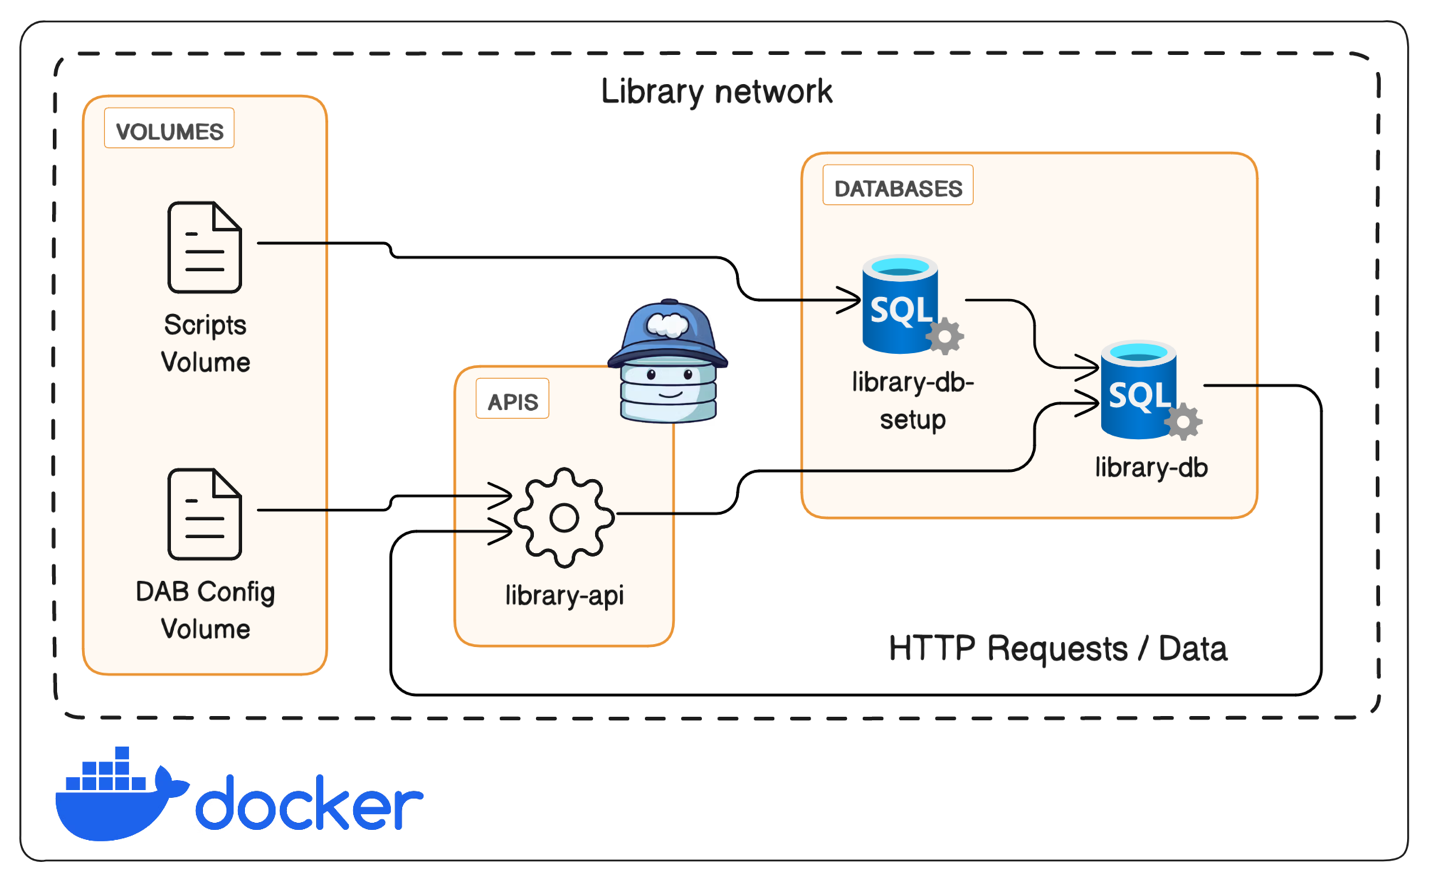 Library network
VOLUMES
Scripts
Volume
DAB Config
Volume
APIS
library-api
DATABASES
SQL
library-db-
setup
SQL
library-db
HTTP Requests / Data
docker